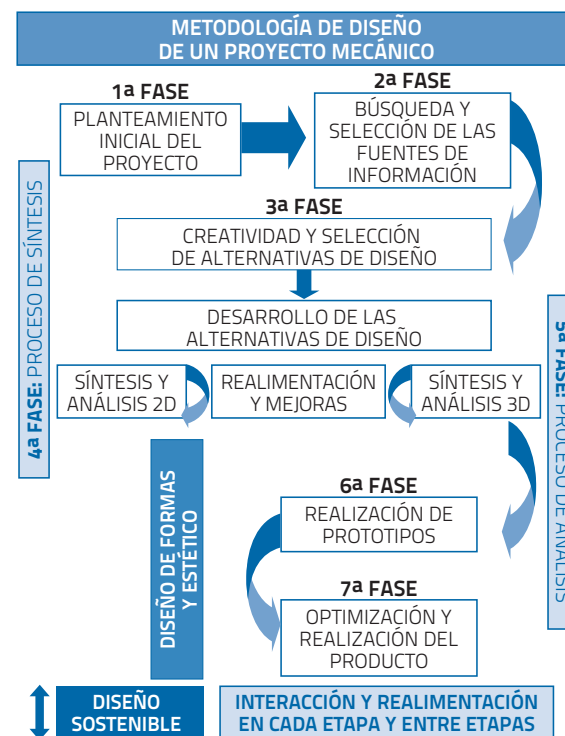 METODOLOGÍA DE DISEÑO
DE UN PROYECTO MECÁNICO
1ª FASE
PLANTEAMIENTO
INICIAL DEL
PROYECTO
2ª FASE
BÚSQUEDA Y
SELECCIÓN DE LAS
FUENTES DE
INFORMACIÓN
3ª FASE
CREATIVIDAD Y SELECCIÓN
DE ALTERNATIVAS DE DISEÑO
DESARROLLO DE LAS
ALTERNATIVAS DE DISEÑO
4ª FASE: PROCESO DE SÍNTESIS
SÍNTESIS Y
ANÁLISIS 2D
REALIMENTACIÓN
Y MEJORAS
SÍNTESIS Y
ANÁLISIS 3D
5ª FASE: PROCESO DE ANÁLISIS
DISEÑO DE FORMAS
Y ESTÉTICO
6ª FASE
REALIZACIÓN DE
PROTOTIPOS
7ª FASE
OPTIMIZACIÓN Y
REALIZACIÓN DEL
PRODUCTO
DISEÑO
SOSTENIBLE
INTERACCIÓN Y REALIMENTACIÓN
EN CADA ETAPA Y ENTRE ETAPAS